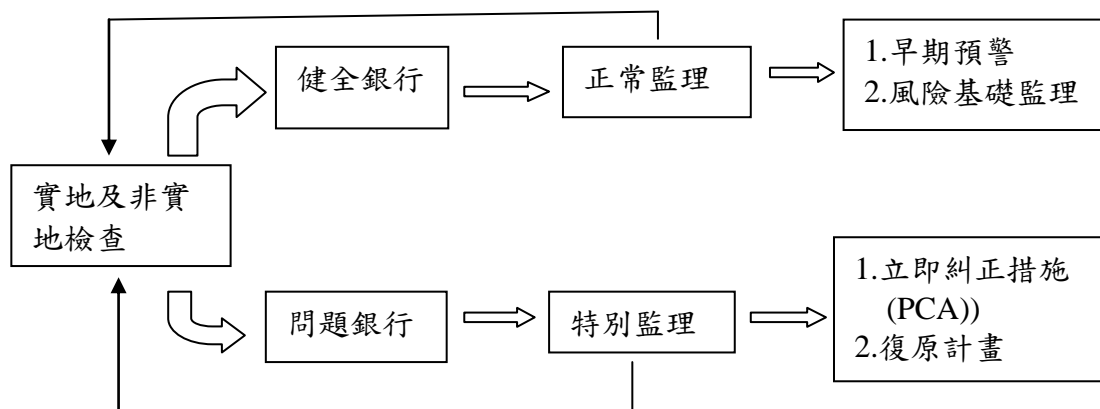 健全銀行
正常監理
1.早期預警
2.風險基礎監理
實地及非實
地檢查
問題銀行
特別監理
1.立即糾正措施
(PCA))
2.復原計畫